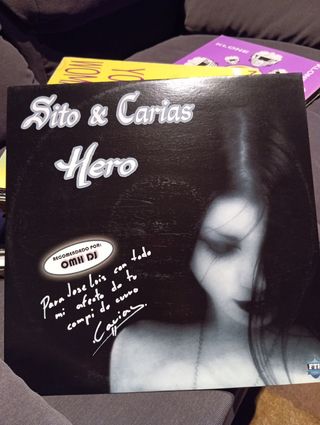 Sito & Carias
Hero
RECOMENDADO POR:
OMH DJ
Para Jose Luis con todo
mi afecto de tu
compi de curro
Carias